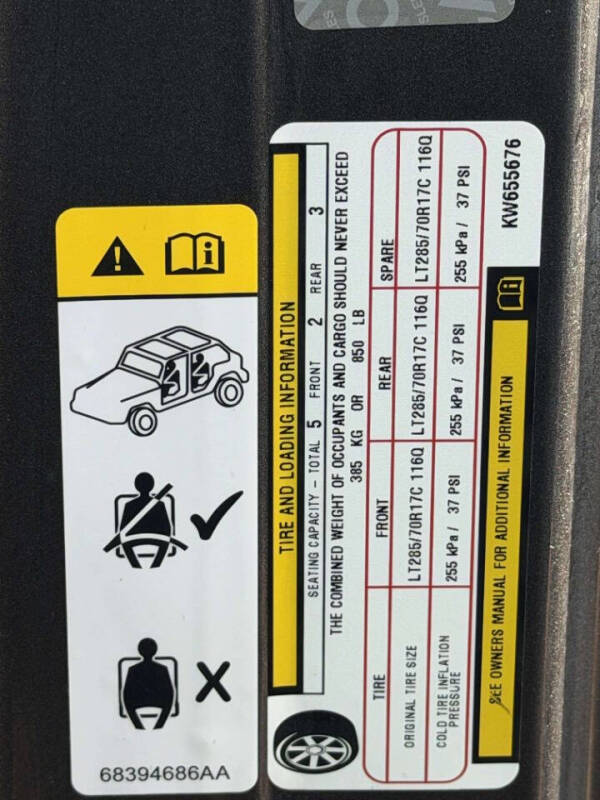 TIRE AND LOADING INFORMATION
SEATING CAPACITY - TOTAL 5 FRONT 2 REAR 3
THE COMBINED WEIGHT OF OCCUPANTS AND CARGO SHOULD NEVER EXCEED
385 KG OR 850 LB
TIRE FRONT REAR SPARE
ORIGINAL TIRE SIZE LT285/70R17C 116Q LT285/70R17C 116Q LT285/70R17C 116Q
COLD TIRE INFLATION
PRESSURE 255 kPa / 37 PSI 255 kPa / 37 PSI 255 kPa / 37 PSI
SEE OWNERS MANUAL FOR ADDITIONAL INFORMATION
KW655676
68394686AA